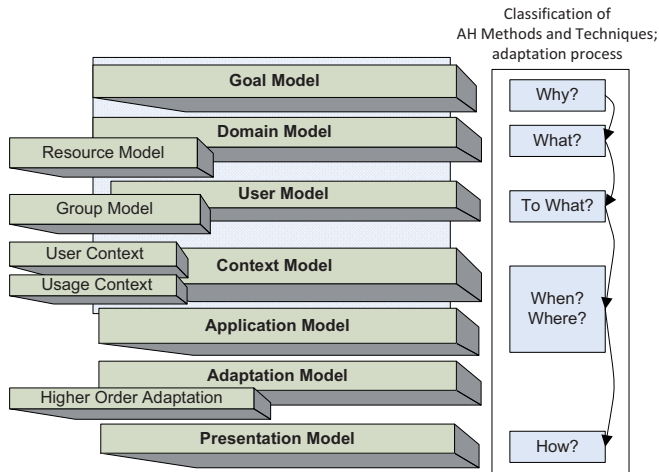 Classification of
AH Methods and Techniques;
adaptation process
Goal Model
Why?
Domain Model
What?
Resource Model
User Model
To What?
Group Model
User Context
Context Model
Usage Context
When?
Where?
Application Model
Adaptation Model
Higher Order Adaptation
Presentation Model
How?